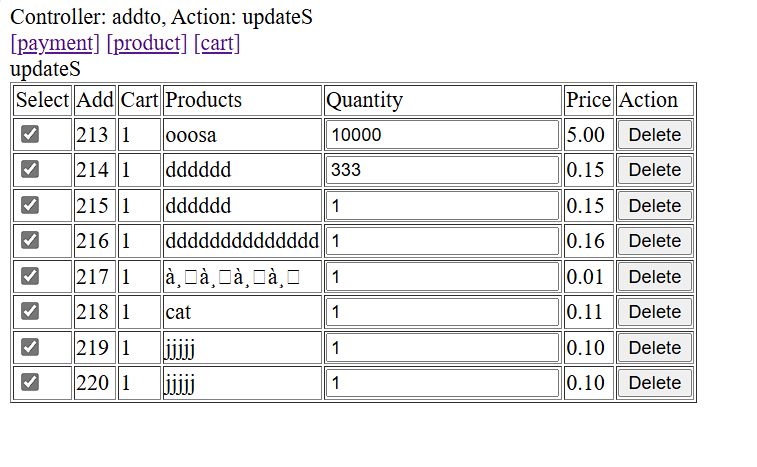 Controller: addto, Action: updateS
[payment] [product] [cart]
updateS
Select Add Cart Products Quantity Price Action
213 1 ooosa 10000 5.00 Delete
214 1 dddddd 333 0.15 Delete
215 1 dddddd 1 0.15 Delete
216 1 dddddddddddddd 1 0.16 Delete
217 1 à¸□à¸□à¸□à¸□ 1 0.01 Delete
218 1 cat 1 0.11 Delete
219 1 jjjjj 1 0.10 Delete
220 1 jjjjj 1 0.10 Delete